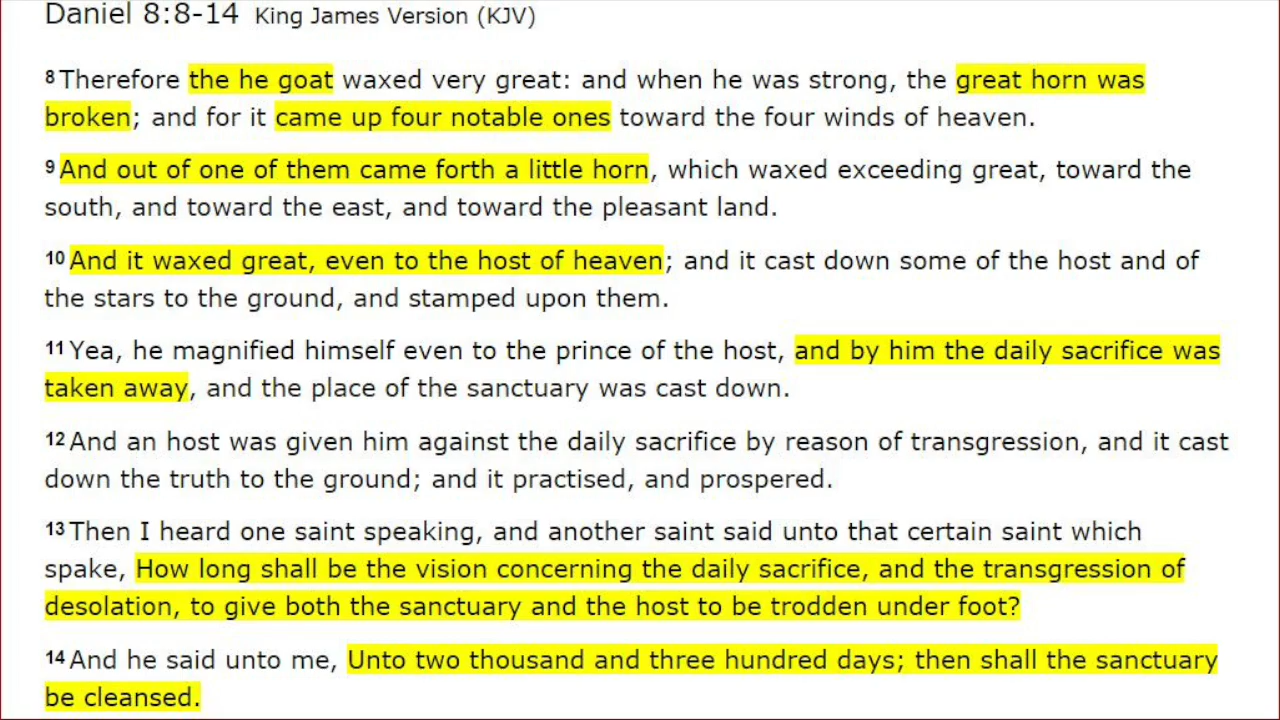 Daniel 8:8-14 King James Version (KJV)
8 Therefore the he goat waxed very great: and when he was strong, the great horn was
broken; and for it came up four notable ones toward the four winds of heaven.
9 And out of one of them came forth a little horn, which waxed exceeding great, toward the
south, and toward the east, and toward the pleasant land.
10 And it waxed great, even to the host of heaven; and it cast down some of the host and of
the stars to the ground, and stamped upon them.
11 Yea, he magnified himself even to the prince of the host, and by him the daily sacrifice was
taken away, and the place of the sanctuary was cast down.
12 And an host was given him against the daily sacrifice by reason of transgression, and it cast
down the truth to the ground; and it practised, and prospered.
13 Then I heard one saint speaking, and another saint said unto that certain saint which
spake, How long shall be the vision concerning the daily sacrifice, and the transgression of
desolation, to give both the sanctuary and the host to be trodden under foot?
14 And he said unto me, Unto two thousand and three hundred days; then shall the sanctuary
be cleansed.